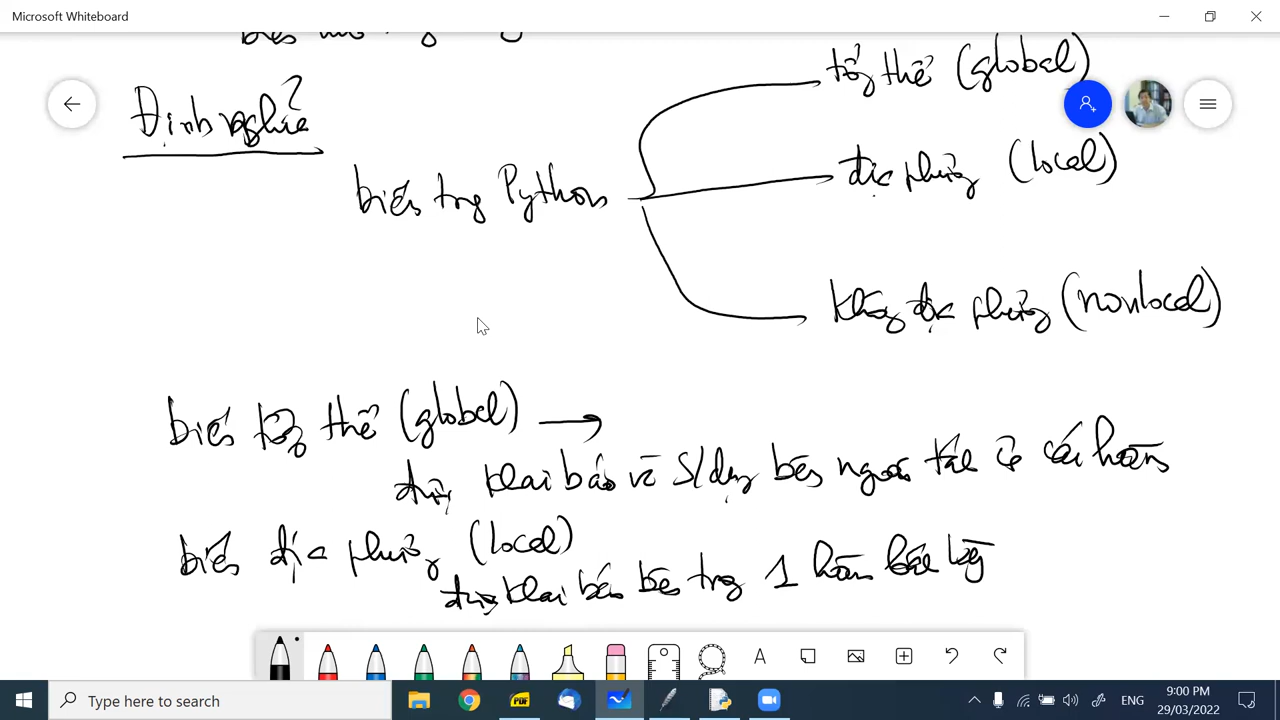 Microsoft Whiteboard
tổng thể (global)
Định nghĩa?
địa phương (local)
biến trong Python
không địa phương (nonlocal)
biến tổng thể (global) →
được khai báo và s/dụng bên ngoài tất cả các hàm
biến địa phương (local)
được khai báo bên trong 1 hàm bất kỳ
Type here to search
PDF
ENG
9:00 PM
29/03/2022